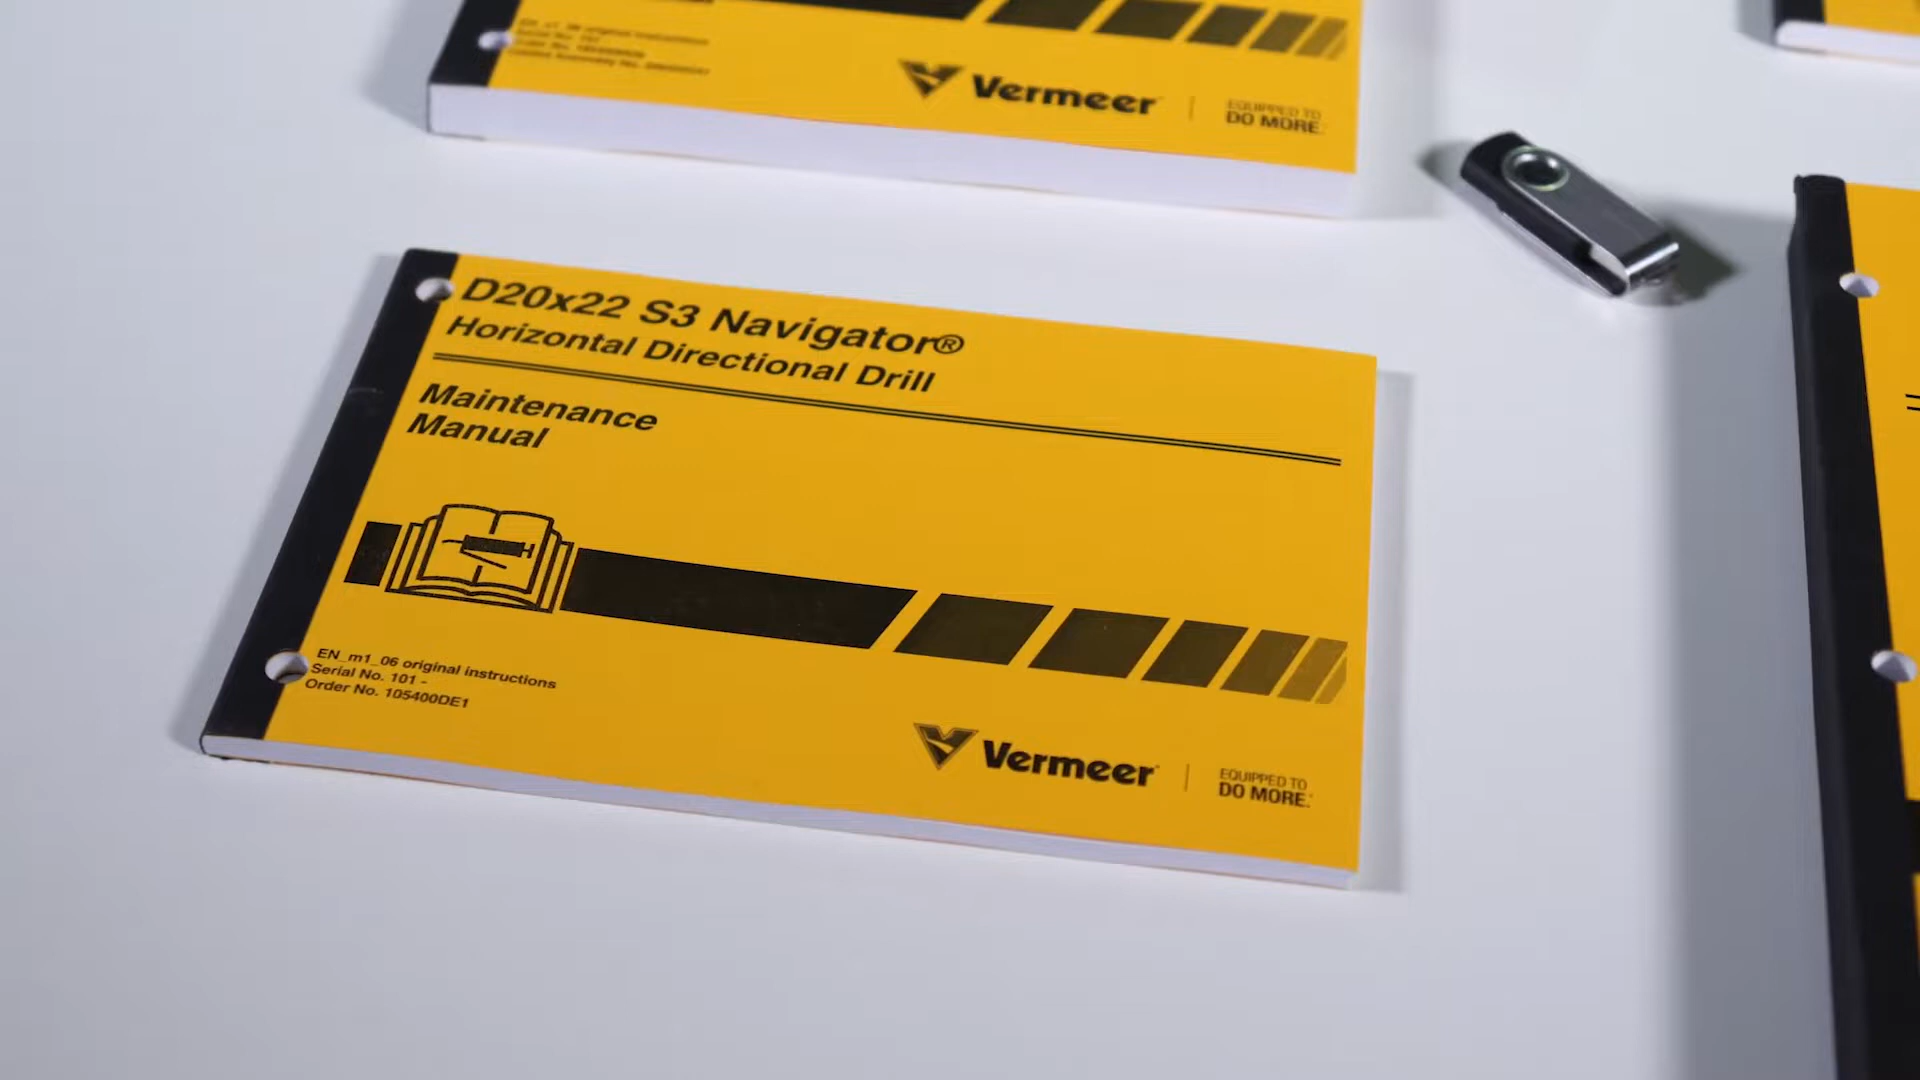 Vermeer
EQUIPPED TO
DO MORE.
D20x22 S3 Navigator®
Horizontal Directional Drill
Maintenance
Manual
EN_m1_06 original instructions
Serial No. 101 -
Order No. 105400DE1
Vermeer
EQUIPPED TO
DO MORE.